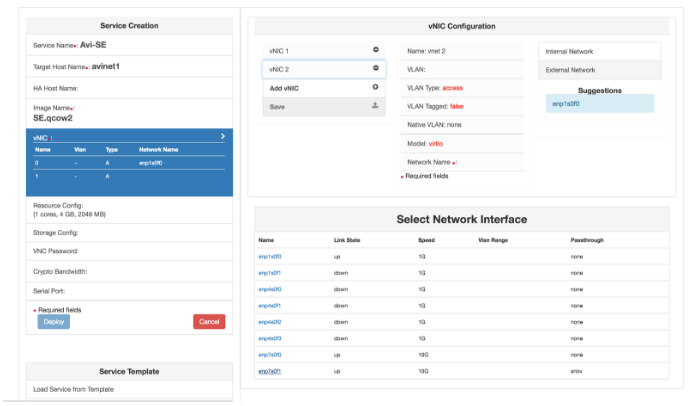 Service Creation
Service Name*: Avi-SE
Target Host Name*: avinet1
HA Host Name:
Image Name*:
SE.qcow2
vNIC :
Name Vlan Type Network Name
0 - A enp1s0f0
1 - A
Resource Config:
(1 cores, 4 GB, 2048 MB)
Storage Config:
VNC Password:
Crypto Bandwidth:
Serial Port:
* Required fields
Deploy Cancel
Service Template
Load Service from Template
vNIC Configuration
vNIC 1
vNIC 2
Add vNIC
Save
Name: vnet 2
VLAN:
VLAN Type: access
VLAN Tagged: false
Native VLAN: none
Model: virtio
Network Name *:
* Required fields
Internal Network
External Network
Suggestions
enp1s0f0
Select Network Interface
Name Link State Speed Vlan Range Passthrough
enp1s0f0 up 1G none
enp1s0f1 down 1G none
enp4s0f0 down 1G none
enp4s0f1 down 1G none
enp4s0f2 down 1G none
enp4s0f3 down 1G none
enp7s0f0 up 10G none
enp7s0f1 up 10G sriov